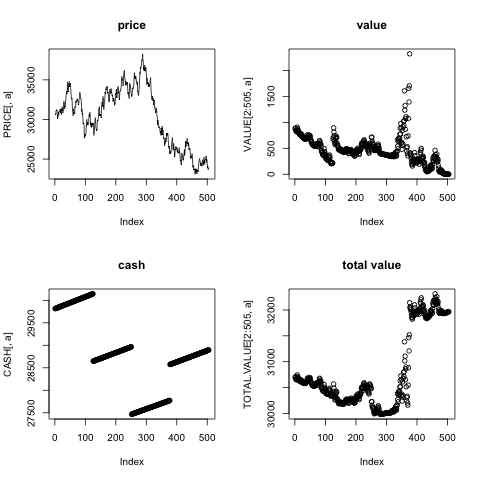 price
PRICE[, a]
25000 30000 35000
0 100 200 300 400 500
Index
value
VALUE[2:505, a]
0 500 1500
0 100 200 300 400 500
Index
cash
CASH[, a]
27500 28500 29500
0 100 200 300 400 500
Index
total value
TOTAL.VALUE[2:505, a]
30000 31000 32000
0 100 200 300 400 500
Index